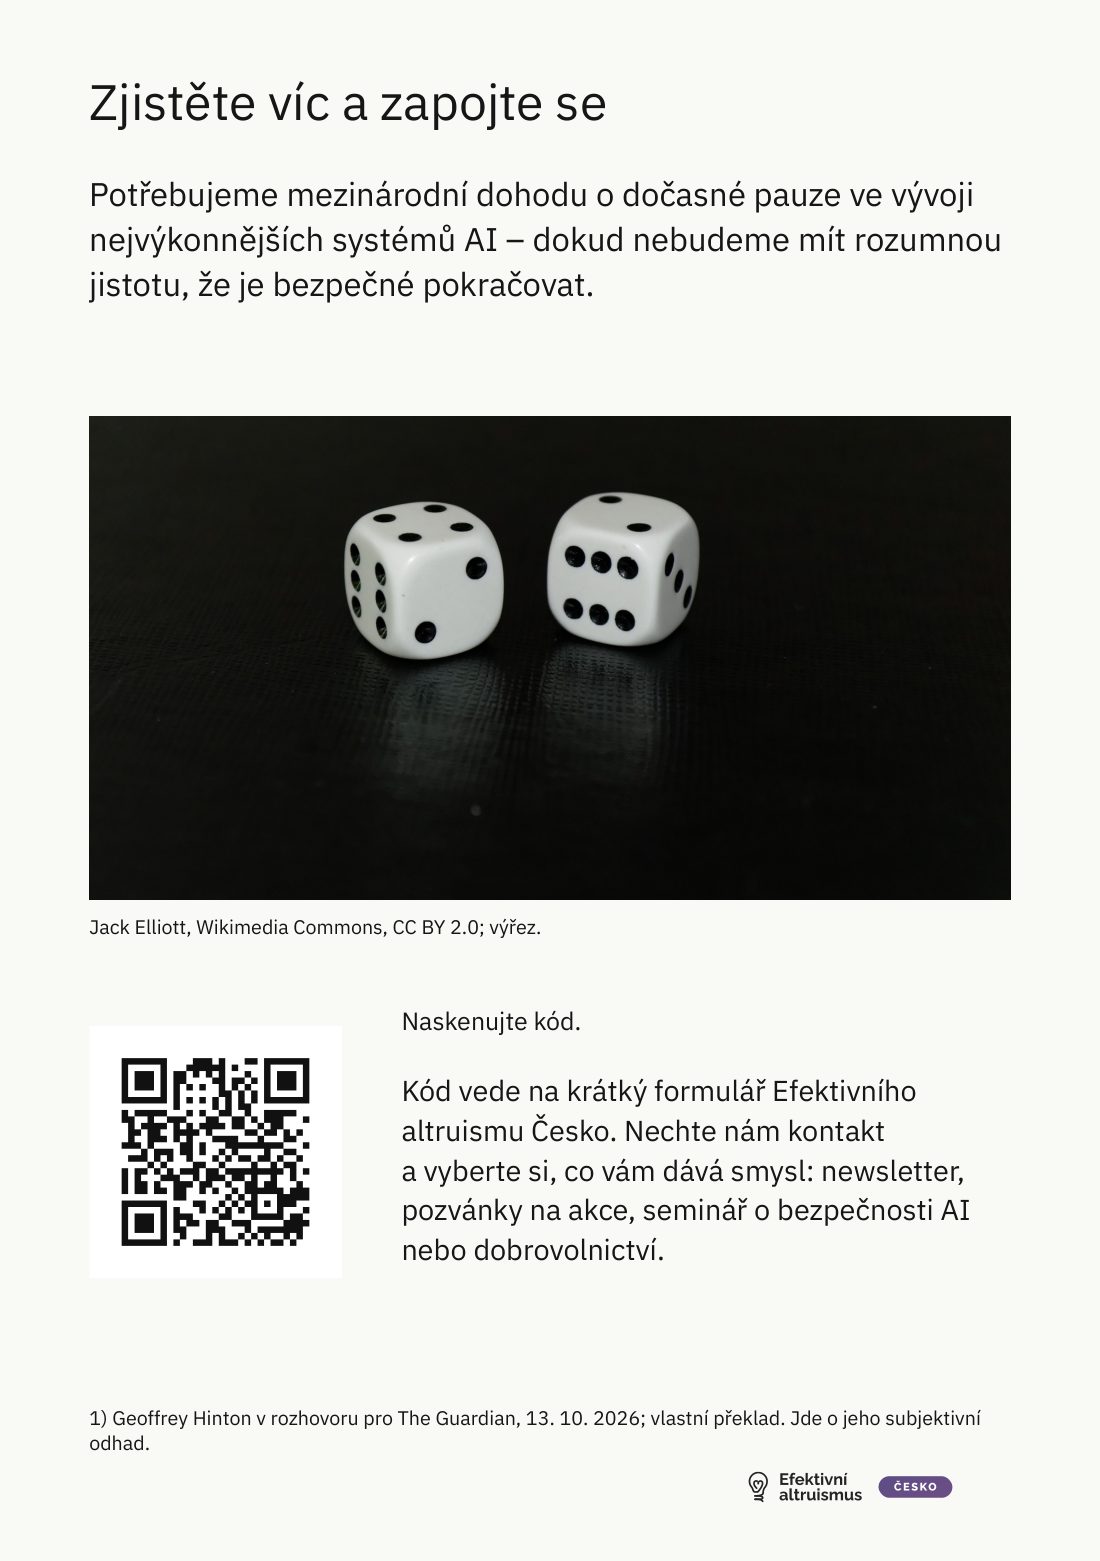 Zjistěte víc a zapojte se
Potřebujeme mezinárodní dohodu o dočasné pauze ve vývoji
nejvýkonnějších systémů AI – dokud nebudeme mít rozumnou
jistotu, že je bezpečné pokračovat.
Jack Elliott, Wikimedia Commons, CC BY 2.0; výřez.
Naskenujte kód.
Kód vede na krátký formulář Efektivního
altruismu Česko. Nechte nám kontakt
a vyberte si, co vám dává smysl: newsletter,
pozvánky na akce, seminář o bezpečnosti AI
nebo dobrovolnictví.
1) Geoffrey Hinton v rozhovoru pro The Guardian, 13. 10. 2026; vlastní překlad. Jde o jeho subjektivní
odhad.
Efektivní
altruismus
ČESKO